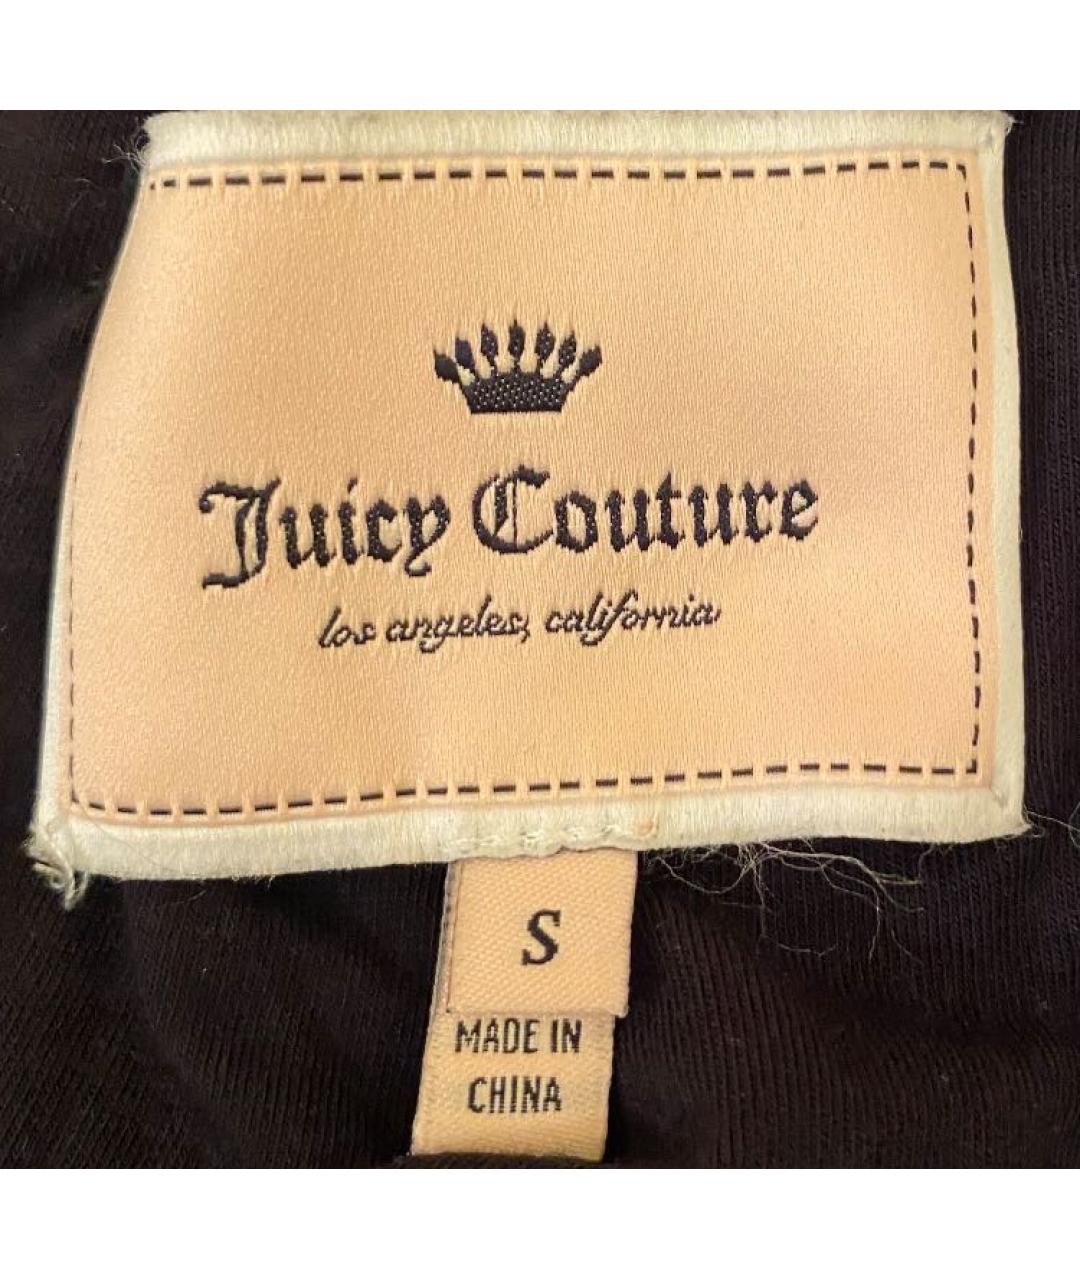 Juicy Couture
los angeles, california
S
MADE IN
CHINA